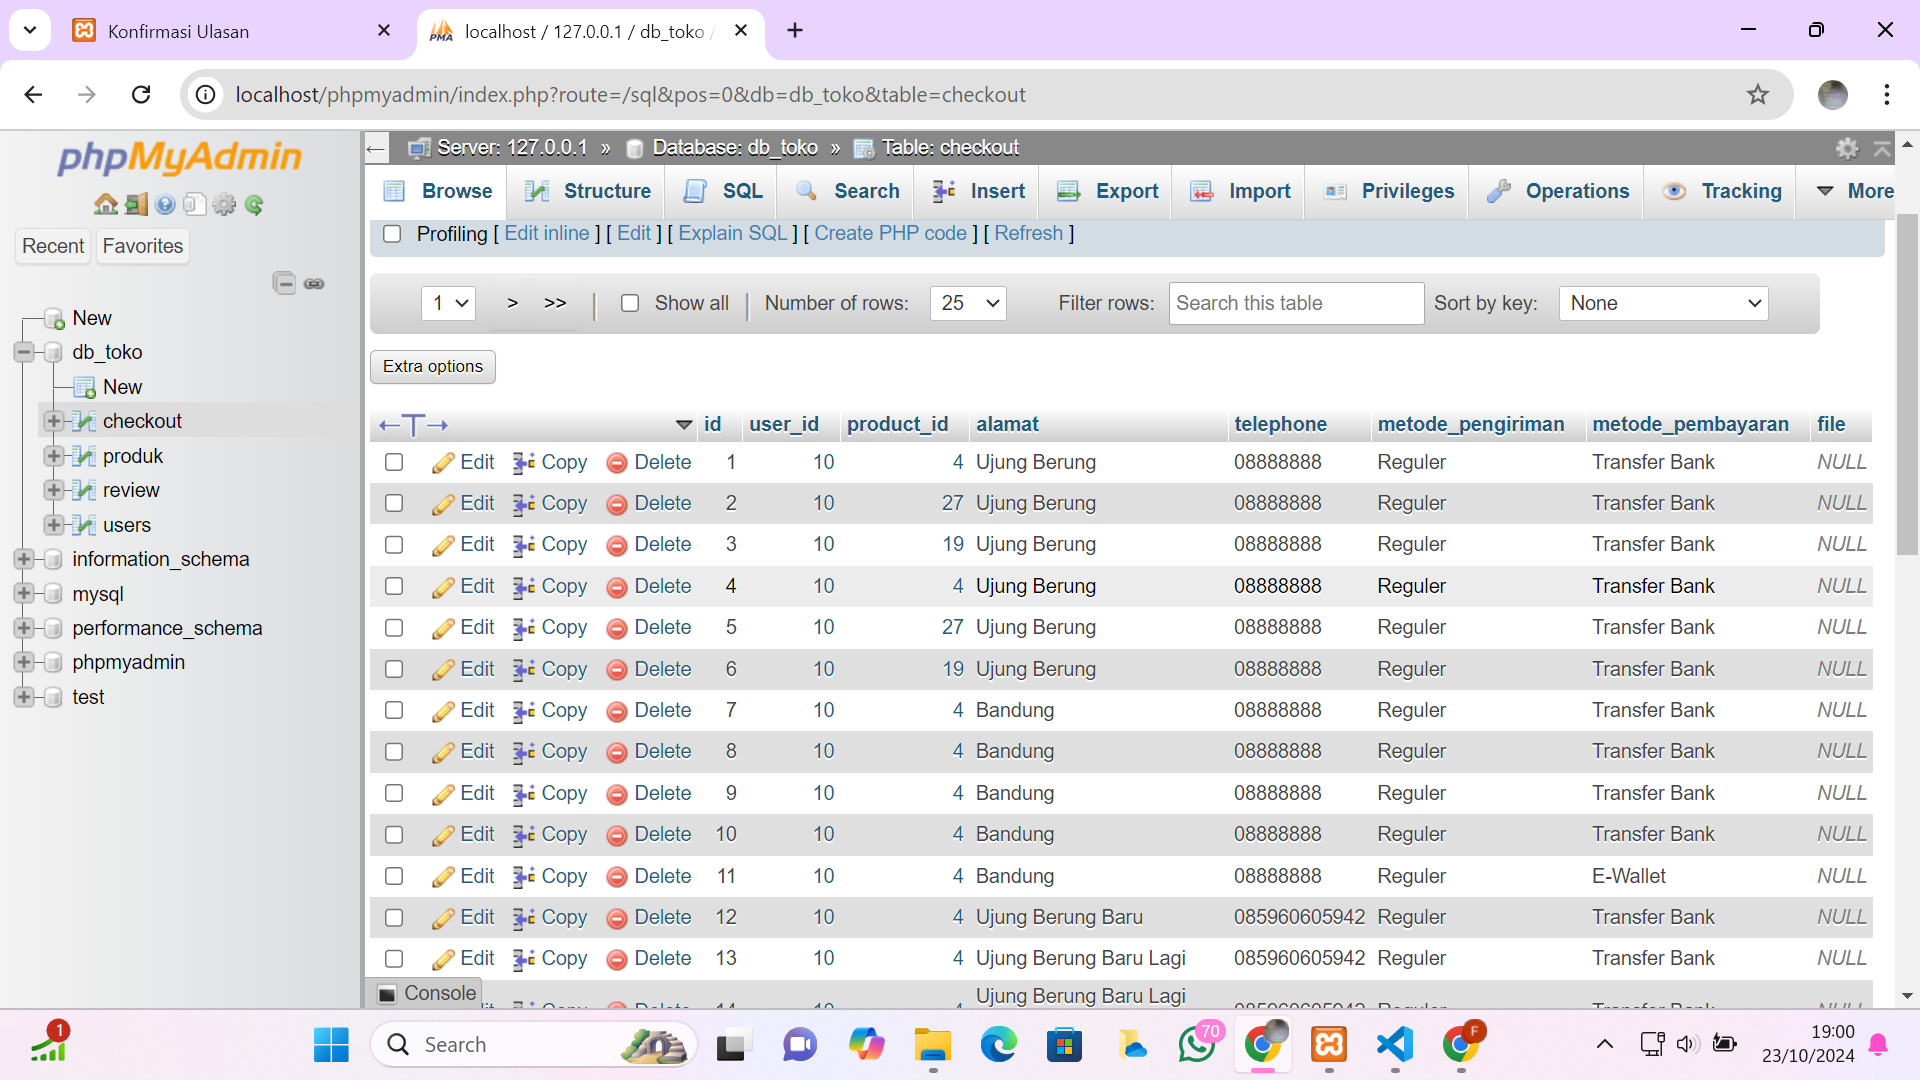 Konfirmasi Ulasan
localhost / 127.0.0.1 / db_toko /
localhost/phpmyadmin/index.php?route=/sql&pos=0&db=db_toko&table=checkout
phpMyAdmin
Recent Favorites
New
db_toko
New
checkout
produk
review
users
information_schema
mysql
performance_schema
phpmyadmin
test
Server: 127.0.0.1 » Database: db_toko » Table: checkout
Browse Structure SQL Search Insert Export Import Privileges Operations Tracking More
Profiling [ Edit inline ] [ Edit ] [ Explain SQL ] [ Create PHP code ] [ Refresh ]
1 > >> | Show all | Number of rows: 25 Filter rows: Search this table Sort by key: None
Extra options
←T→ id user_id product_id alamat telephone metode_pengiriman metode_pembayaran file
Edit Copy Delete 1 10 4 Ujung Berung 08888888 Reguler Transfer Bank NULL
Edit Copy Delete 2 10 27 Ujung Berung 08888888 Reguler Transfer Bank NULL
Edit Copy Delete 3 10 19 Ujung Berung 08888888 Reguler Transfer Bank NULL
Edit Copy Delete 4 10 4 Ujung Berung 08888888 Reguler Transfer Bank NULL
Edit Copy Delete 5 10 27 Ujung Berung 08888888 Reguler Transfer Bank NULL
Edit Copy Delete 6 10 19 Ujung Berung 08888888 Reguler Transfer Bank NULL
Edit Copy Delete 7 10 4 Bandung 08888888 Reguler Transfer Bank NULL
Edit Copy Delete 8 10 4 Bandung 08888888 Reguler Transfer Bank NULL
Edit Copy Delete 9 10 4 Bandung 08888888 Reguler Transfer Bank NULL
Edit Copy Delete 10 10 4 Bandung 08888888 Reguler Transfer Bank NULL
Edit Copy Delete 11 10 4 Bandung 08888888 Reguler E-Wallet NULL
Edit Copy Delete 12 10 4 Ujung Berung Baru 085960605942 Reguler Transfer Bank NULL
Edit Copy Delete 13 10 4 Ujung Berung Baru Lagi 085960605942 Reguler Transfer Bank NULL
Ujung Berung Baru Lagi
Console
1
Search
70
F
19:00
23/10/2024